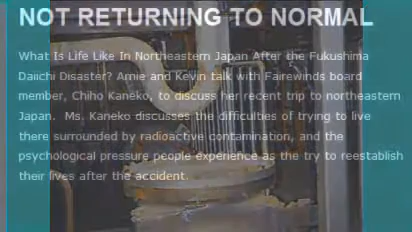 NOT RETURNING TO NORMAL
What Is Life Like In Northeastern Japan After the Fukushima
Daiichi Disaster? Arnie and Kevin talk with Fairewinds board
member, Chiho Kaneko, to discuss her recent trip to northeastern
Japan. Ms. Kaneko discusses the difficulties of trying to live
there surrounded by radioactive contamination, and the
psychological pressure people experience as the try to reestablish
their lives after the accident.